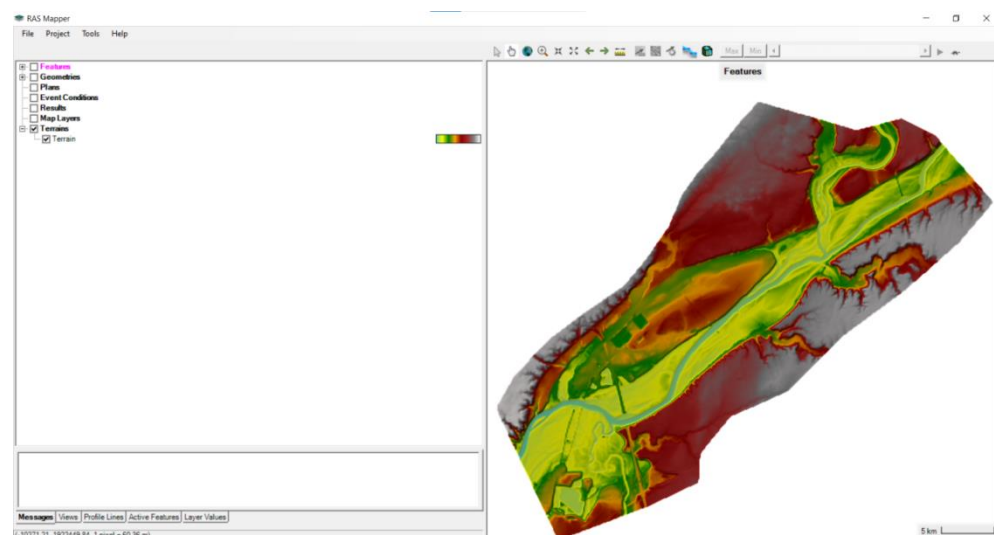 RAS Mapper
File Project Tools Help
Max Min
Features
Features
Geometries
Plans
Event Conditions
Results
Map Layers
Terrains
Terrain
Messages Views Profile Lines Active Features Layer Values
5 km